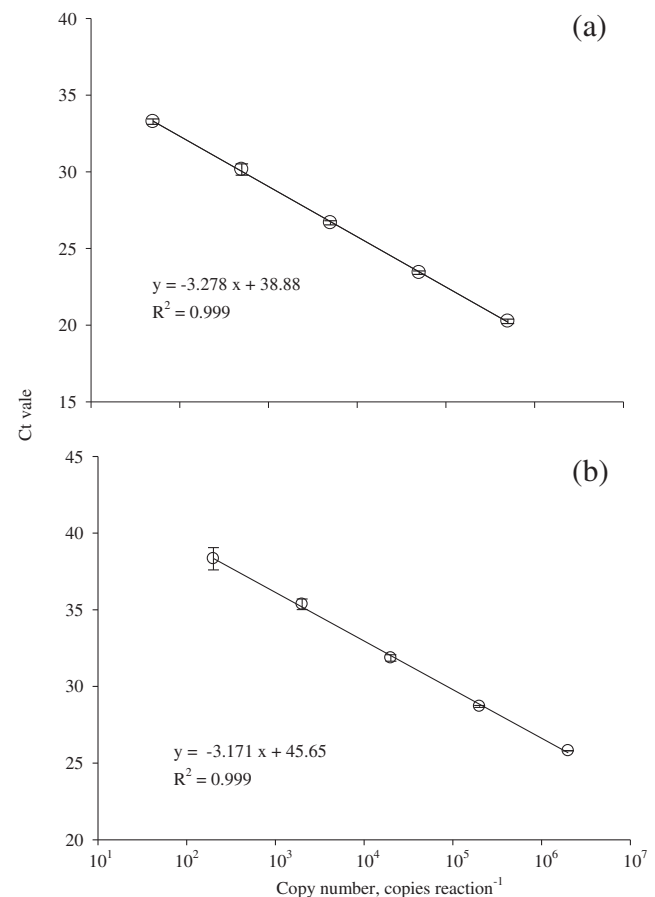 (a)
40
35
30
25
20
15
y = -3.278 x + 38.88
R² = 0.999
Ct vale
(b)
45
40
35
30
25
20
y = -3.171 x + 45.65
R² = 0.999
10¹ 10² 10³ 10⁴ 10⁵ 10⁶ 10⁷
Copy number, copies reaction⁻¹